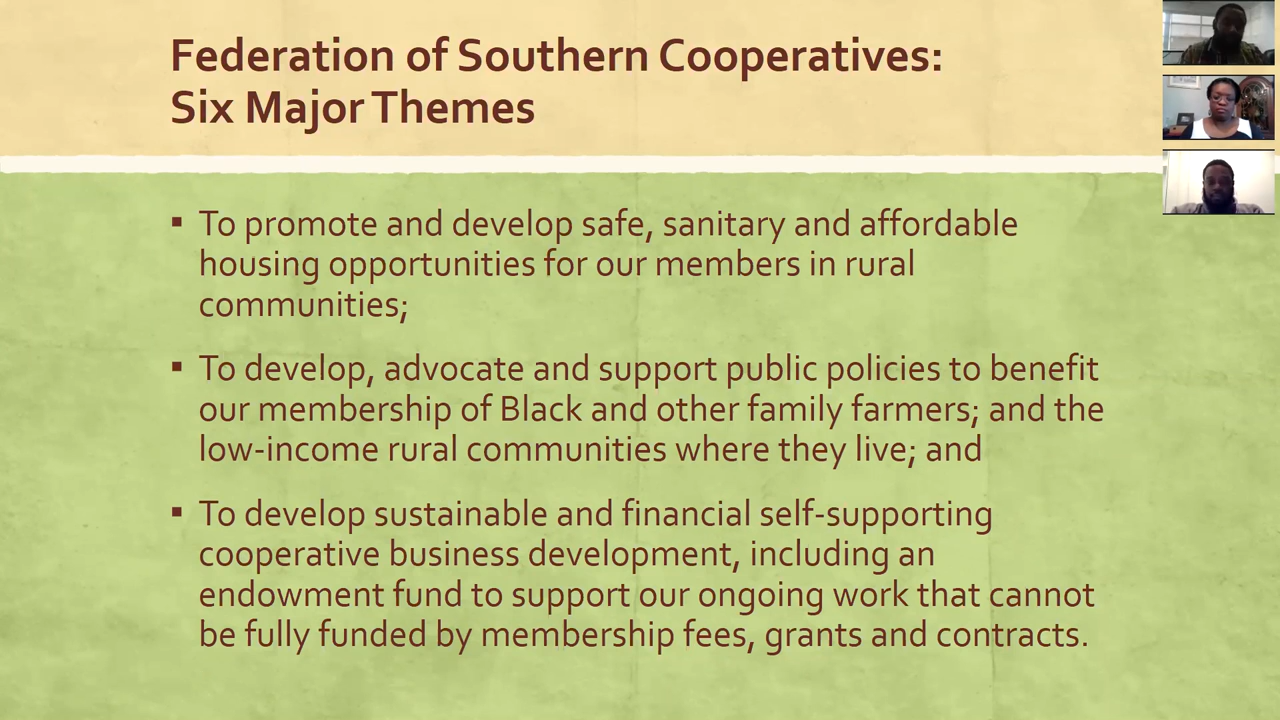 Federation of Southern Cooperatives:
Six Major Themes
▪ To promote and develop safe, sanitary and affordable
housing opportunities for our members in rural
communities;
▪ To develop, advocate and support public policies to benefit
our membership of Black and other family farmers; and the
low-income rural communities where they live; and
▪ To develop sustainable and financial self-supporting
cooperative business development, including an
endowment fund to support our ongoing work that cannot
be fully funded by membership fees, grants and contracts.